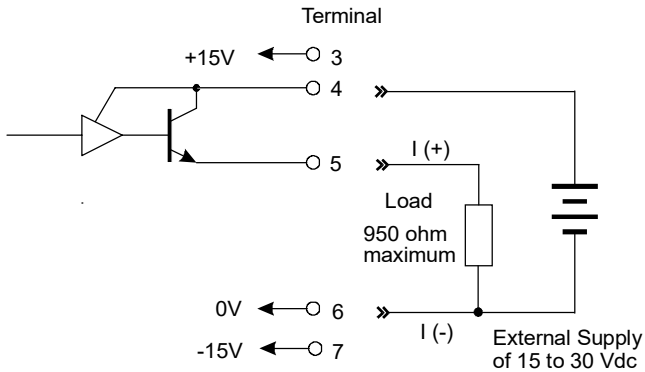 Terminal
+15V
3
4
I (+)
5
Load
950 ohm
maximum
0V
6
I (-)
External Supply
of 15 to 30 Vdc
-15V
7